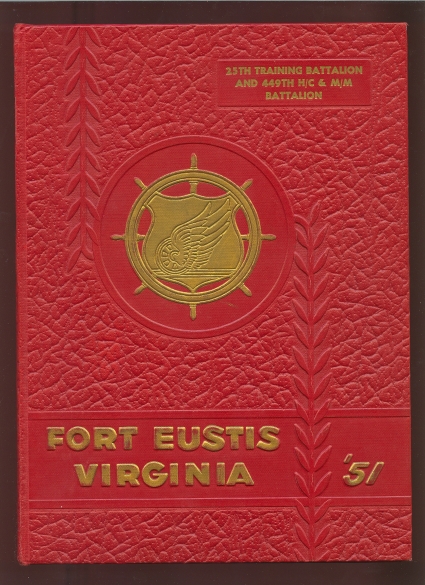 25TH TRAINING BATTALION
AND 449TH H/C & M/M
BATTALION
FORT EUSTIS
VIRGINIA
'51